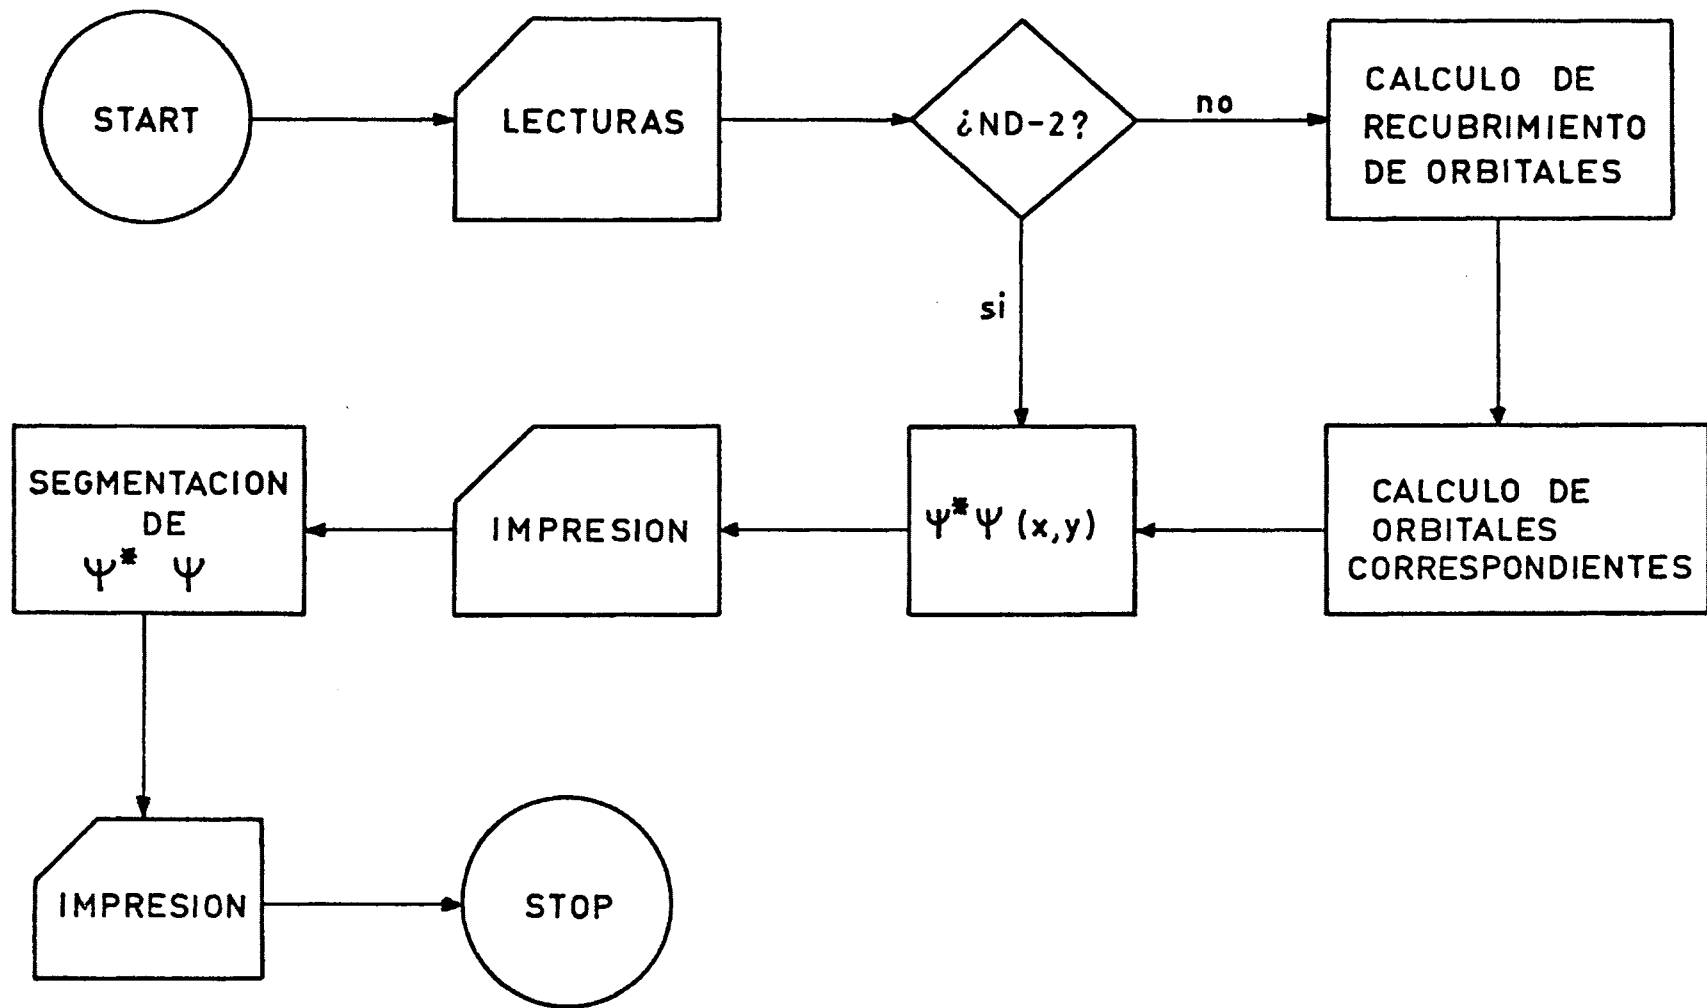 START
LECTURAS
¿ND-2?
no
CALCULO DE
RECUBRIMIENTO
DE ORBITALES
si
SEGMENTACION
DE
Ψ* Ψ
IMPRESION
Ψ*Ψ (x,y)
CALCULO DE
ORBITALES
CORRESPONDIENTES
IMPRESION
STOP